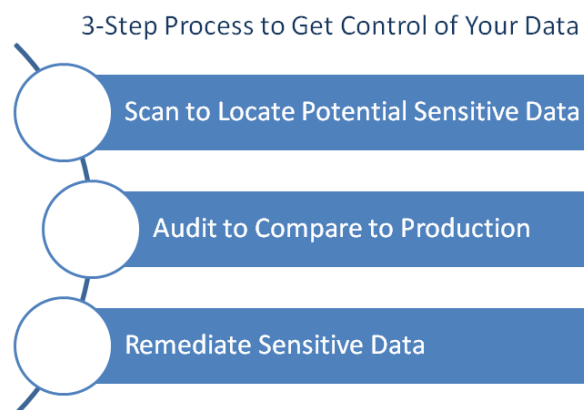 3-Step Process to Get Control of Your Data
Scan to Locate Potential Sensitive Data
Audit to Compare to Production
Remediate Sensitive Data